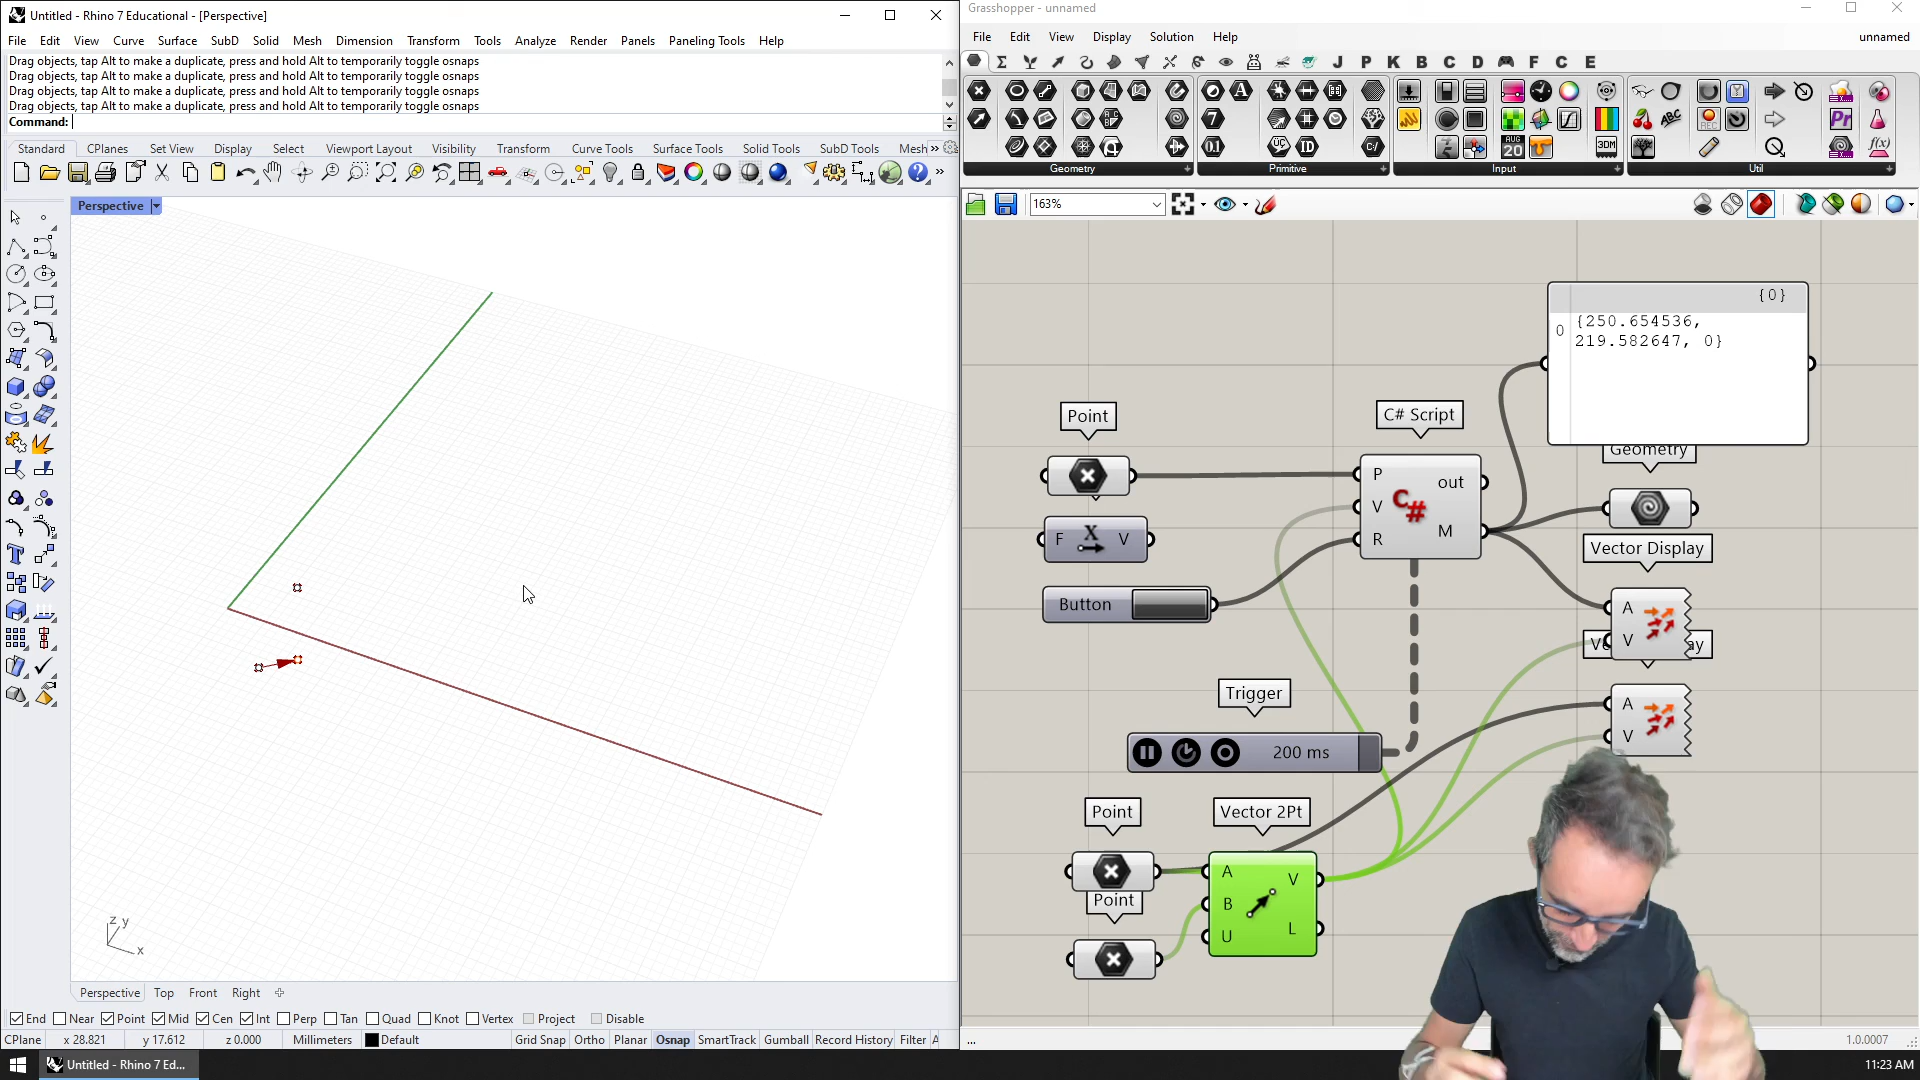 Untitled - Rhino 7 Educational - [Perspective]
File Edit View Curve Surface SubD Solid Mesh Dimension Transform Tools Analyze Render Panels Paneling Tools Help
Drag objects, tap Alt to make a duplicate, press and hold Alt to temporarily toggle osnaps
Drag objects, tap Alt to make a duplicate, press and hold Alt to temporarily toggle osnaps
Drag objects, tap Alt to make a duplicate, press and hold Alt to temporarily toggle osnaps
Drag objects, tap Alt to make a duplicate, press and hold Alt to temporarily toggle osnaps
Command:
Standard CPlanes Set View Display Select Viewport Layout Visibility Transform Curve Tools Surface Tools Solid Tools SubD Tools Mesh »
Perspective
z y
x
Perspective Top Front Right
End Near Point Mid Cen Int Perp Tan Quad Knot Vertex Project Disable
CPlane x 28.821 y 17.612 z 0.000 Millimeters Default Grid Snap Ortho Planar Osnap SmartTrack Gumball Record History Filter A
Untitled - Rhino 7 Ed...
Grasshopper - unnamed
File Edit View Display Solution Help unnamed
J P K B C D F C E
Geometry Primitive Input Util
163%
{0}
0 {250.654536,
219.582647, 0}
Point
C# Script
P
V
R
C#
out
M
F X V
Button
Geometry
Vector Display
A
V
A
V
Trigger
200 ms
Point
Vector 2Pt
Point
A
B
U
V
L
...
1.0.0007
11:23 AM